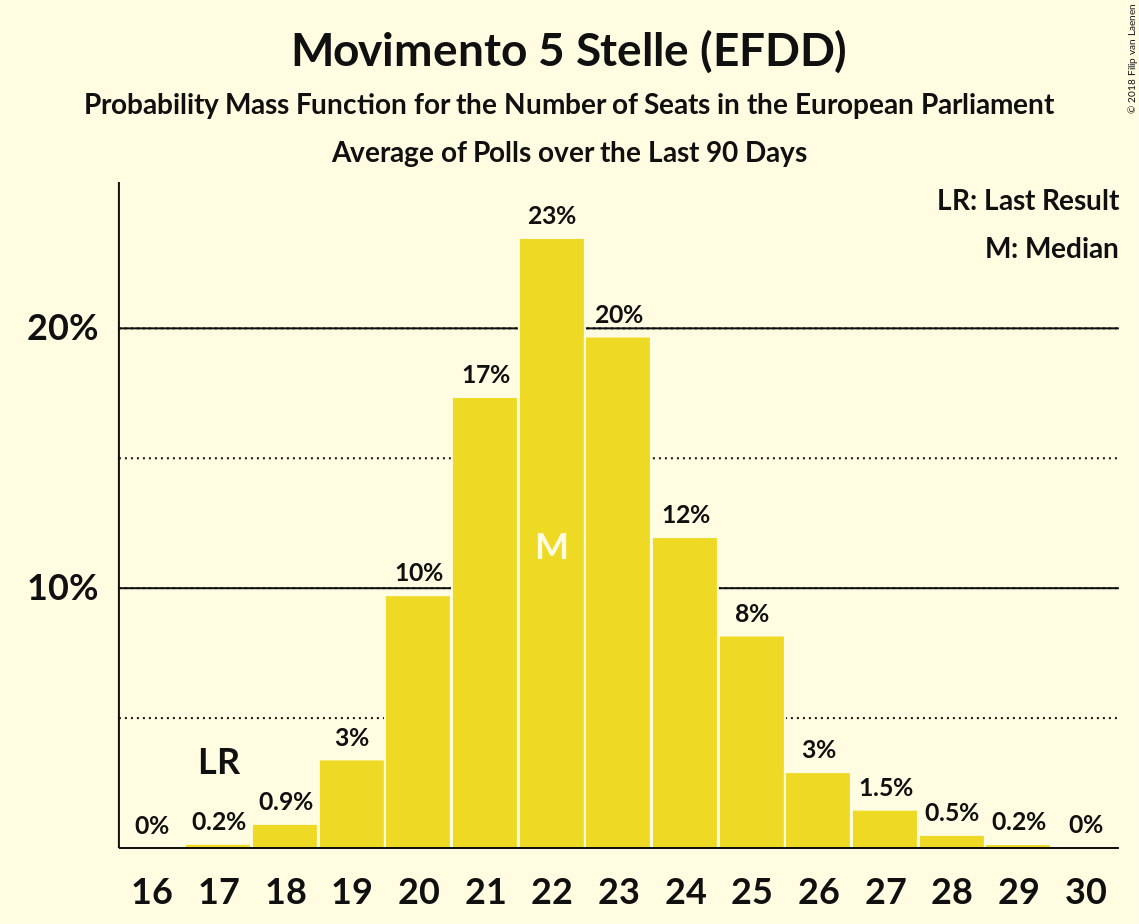 Movimento 5 Stelle (EFDD)
Probability Mass Function for the Number of Seats in the European Parliament
Average of Polls over the Last 90 Days
© 2018 Filip van Laenen
LR: Last Result
M: Median
23%
20%
20%
17%
12%
M
10%
10%
8%
3%
LR
3%
1.5%
0.9%
0.5%
0%
0.2%
0.2%
0%
16 17 18 19 20 21 22 23 24 25 26 27 28 29 30